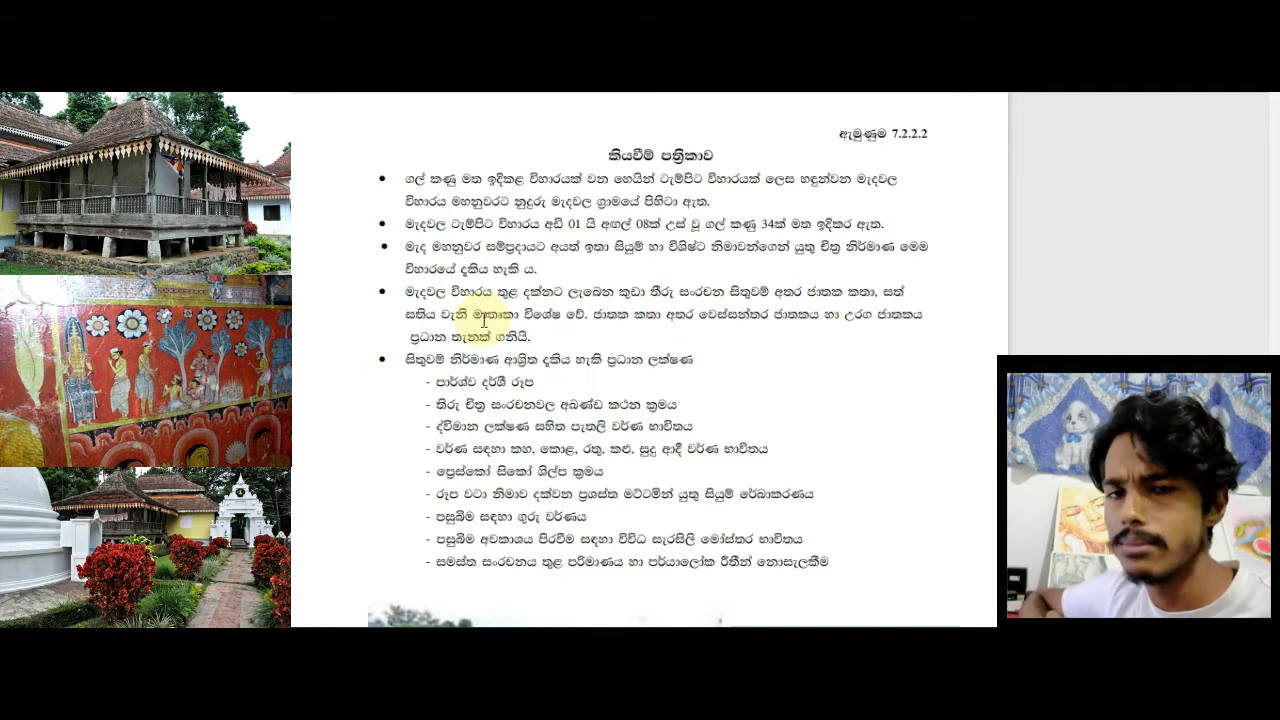 ඇමුණුම 7.2.2.2
කියවීම් පත්‍රිකාව
• ගල් කණු මත ඉදිකළ විහාරයක් වන හෙයින් ටැම්පිට විහාරයක් ලෙස හඳුන්වන මැදවල
විහාරය මහනුවරට නුදුරු මැදවල ග්‍රාමයේ පිහිටා ඇත.
• මැදවල ටැම්පිට විහාරය අඩි 01 යි අඟල් 08ක් උස් වූ ගල් කණු 34ක් මත ඉදිකර ඇත.
• මැද මහනුවර සම්ප්‍රදායට අයත් ඉතා සියුම් හා විශිෂ්ට නිමාවන්ගෙන් යුතු චිත්‍ර නිර්මාණ මෙම
විහාරයේ දැකිය හැකි ය.
• මැදවල විහාරය තුළ දක්නට ලැබෙන කුඩා තීරු සංරචන සිතුවම් අතර ජාතක කතා, සත්
සතිය වැනි මාතෘකා විශේෂ වේ. ජාතක කතා අතර වෙස්සන්තර ජාතකය හා උරග ජාතකය
ප්‍රධාන තැනක් ගනියි.
• සිතුවම් නිර්මාණ ආශ්‍රිත දැකිය හැකි ප්‍රධාන ලක්ෂණ
- පාර්ශ්ව දර්ශී රූප
- තිරු චිත්‍ර සංරචනවල අඛණ්ඩ කථන ක්‍රමය
- ද්විමාන ලක්ෂණ සහිත පැතලි වර්ණ භාවිතය
- වර්ණ සඳහා කහ, කොළ, රතු, කළු, සුදු ආදී වර්ණ භාවිතය
- ප්‍රෙස්කෝ සිකෝ ශිල්ප ක්‍රමය
- රූප වටා නිමාව දක්වන ප්‍රශස්ත මට්ටමින් යුතු සියුම් රේඛාකරණය
- පසුබිම සඳහා ගුරු වර්ණය
- පසුබිම අවකාශය පිරවීම සඳහා විවිධ සැරසිලි මෝස්තර භාවිතය
- සමස්ත සංරචනය තුළ පරිමාණය හා පර්යාලෝක රීතීන් නොසැලකීම